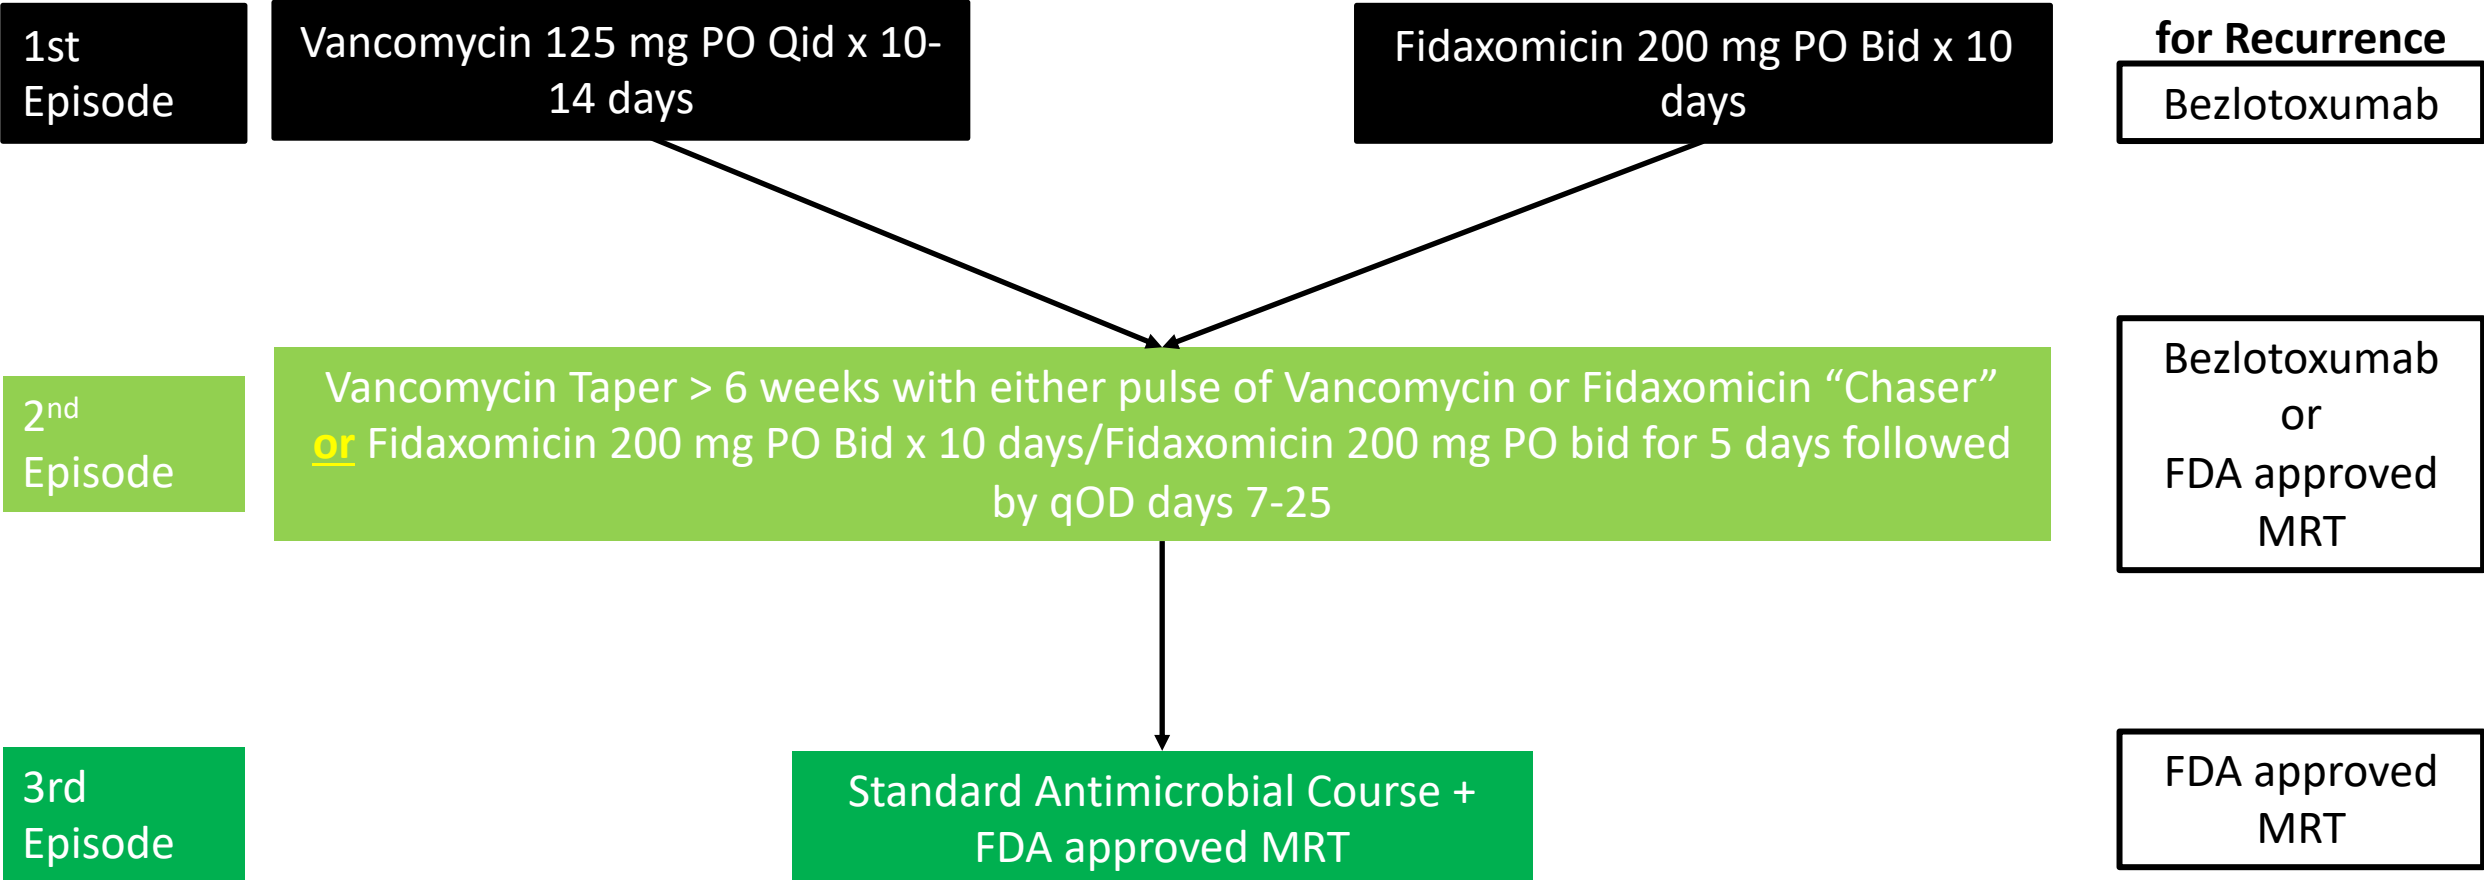 1st
Episode
Vancomycin 125 mg PO Qid x 10-
14 days
Fidaxomicin 200 mg PO Bid x 10
days
for Recurrence
Bezlotoxumab
2nd
Episode
Vancomycin Taper > 6 weeks with either pulse of Vancomycin or Fidaxomicin “Chaser”
or Fidaxomicin 200 mg PO Bid x 10 days/Fidaxomicin 200 mg PO bid for 5 days followed
by qOD days 7-25
Bezlotoxumab
or
FDA approved
MRT
3rd
Episode
Standard Antimicrobial Course +
FDA approved MRT
FDA approved
MRT